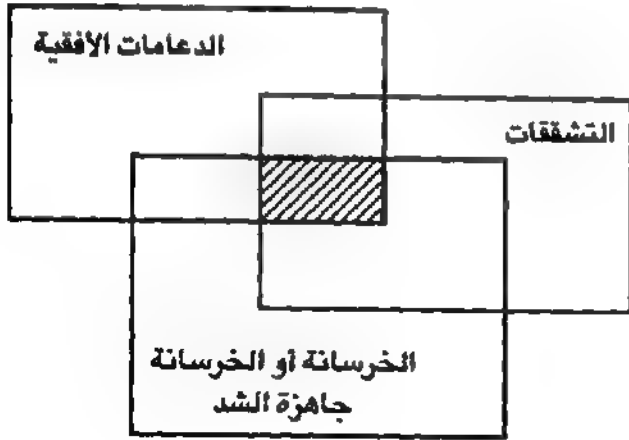 الدعامات الأفقية
التشققات
الخرسانة أو الخرسانة
جاهزة الشد